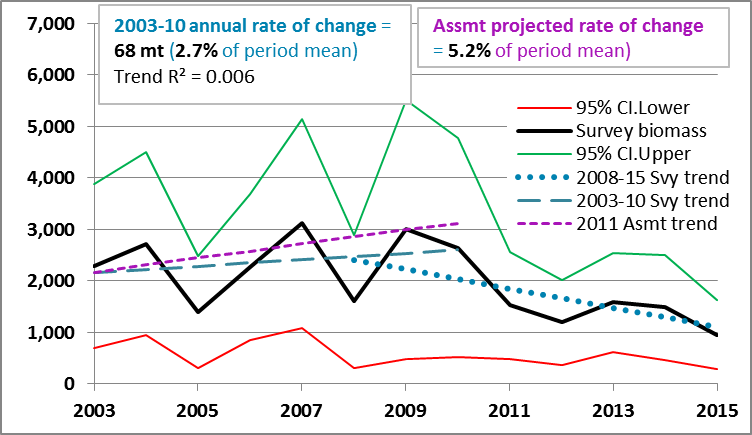 2003-10 annual rate of change =
68 mt (2.7% of period mean)
Trend R² = 0.006
Assmt projected rate of change
= 5.2% of period mean)
7,000
6,000
5,000
4,000
3,000
2,000
1,000
0
95% CI.Lower
Survey biomass
95% CI.Upper
2008-15 Svy trend
2003-10 Svy trend
2011 Asmt trend
2003 2005 2007 2009 2011 2013 2015